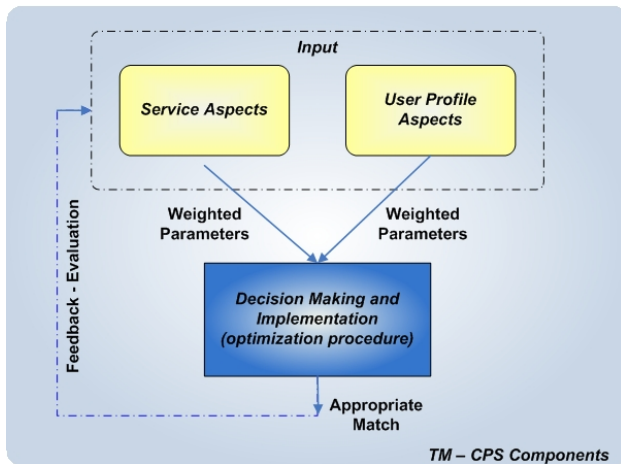 Input
Service Aspects
User Profile
Aspects
Weighted
Parameters
Weighted
Parameters
Feedback - Evaluation
Decision Making and
Implementation
(optimization procedure)
Appropriate
Match
TM – CPS Components